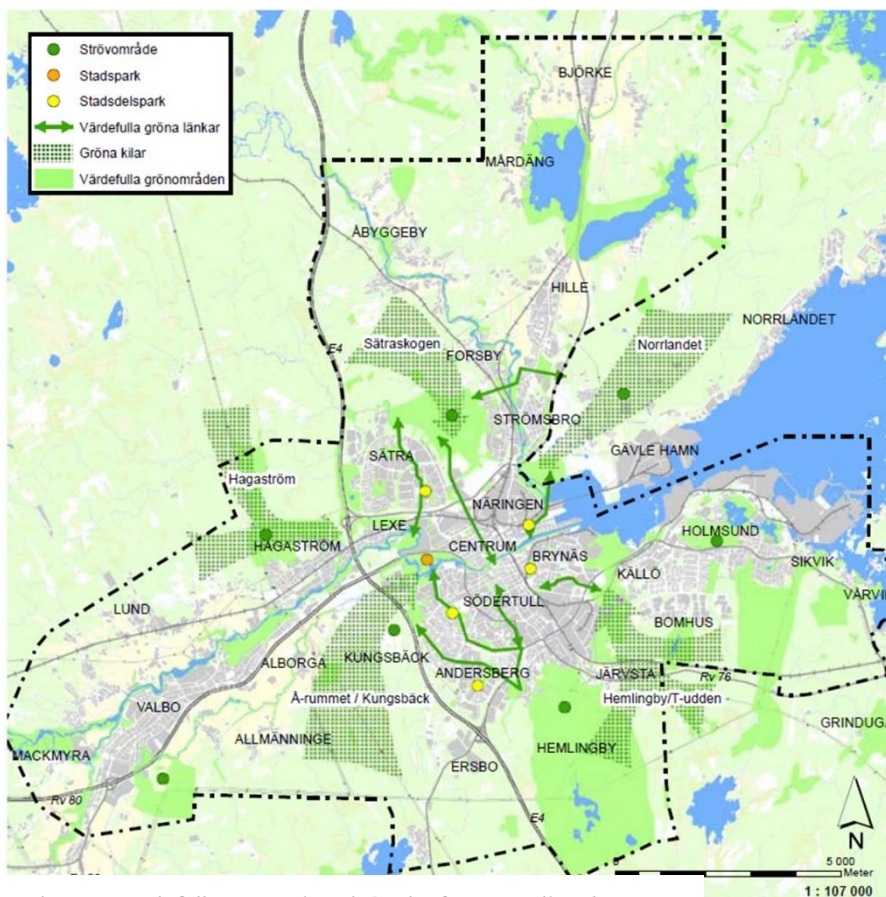 Strövområde
Stadspark
Stadsdelspark
Värdefulla gröna länkar
Gröna kilar
Värdefulla grönområden
BJÖRKE
MÅRDÄNG
ÅBYGGEBY
HILLE
NORRLANDET
E4
Sätraskogen
Norrlandet
FORSBY
STRÖMSBRO
GÄVLE HAMN
SÄTRA
Hagaström
NÄRINGEN
LEXE
HOLMSUND
HAGASTRÖM
CENTRUM
BRYNÄS
SIKVIK
KÄLLÖ
LUND
SÖDERTULL
BOMHUS
KUNGSBÄCK
ALBORGA
ANDERSBERG
JÄRVSTA
Rv 76
Å-rummet / Kungsbäck
Hemlingby/T-udden
VALBO
ALLMÄNNINGE
MACKMYRA
HEMLINGBY
ERSBO
Rv 80
E4
N
5 000
Meter
1 : 107 000